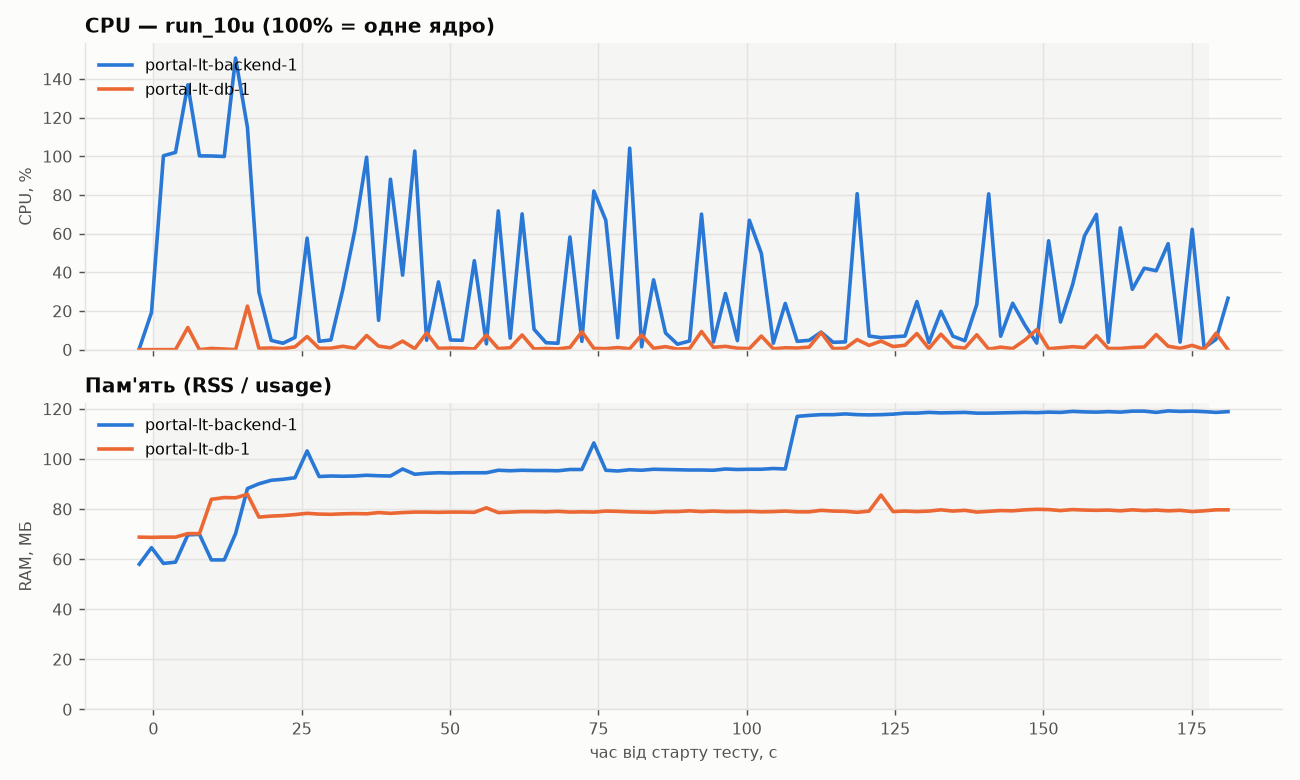 CPU — run_10u (100% = одне ядро)
portal-lt-backend-1
portal-lt-db-1
140
120
100
80
60
40
20
0
CPU, %
Пам'ять (RSS / usage)
portal-lt-backend-1
portal-lt-db-1
120
100
80
60
40
20
0
RAM, МБ
0 25 50 75 100 125 150 175
час від старту тесту, с